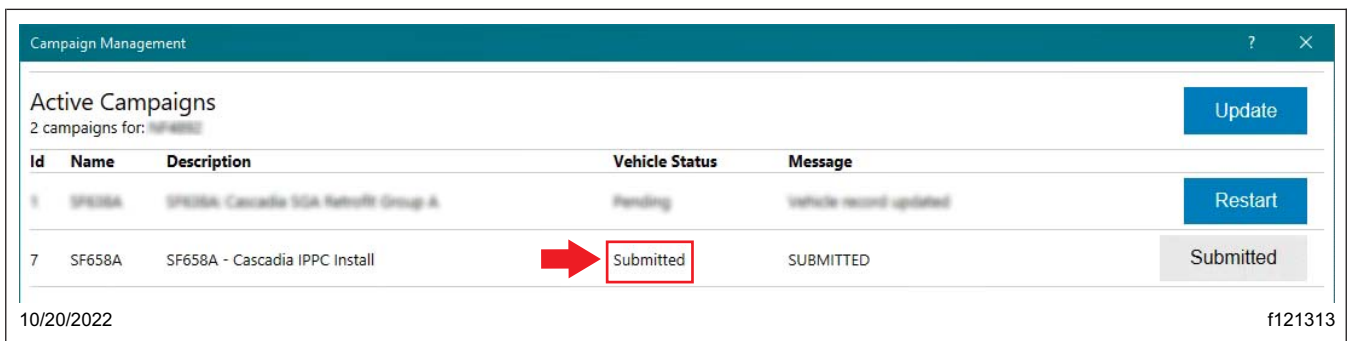 Campaign Management ? ×
Active Campaigns
Update
2 campaigns for:
Id Name Description Vehicle Status Message
Restart
7 SF658A SF658A - Cascadia IPPC Install Submitted SUBMITTED Submitted
10/20/2022 f121313